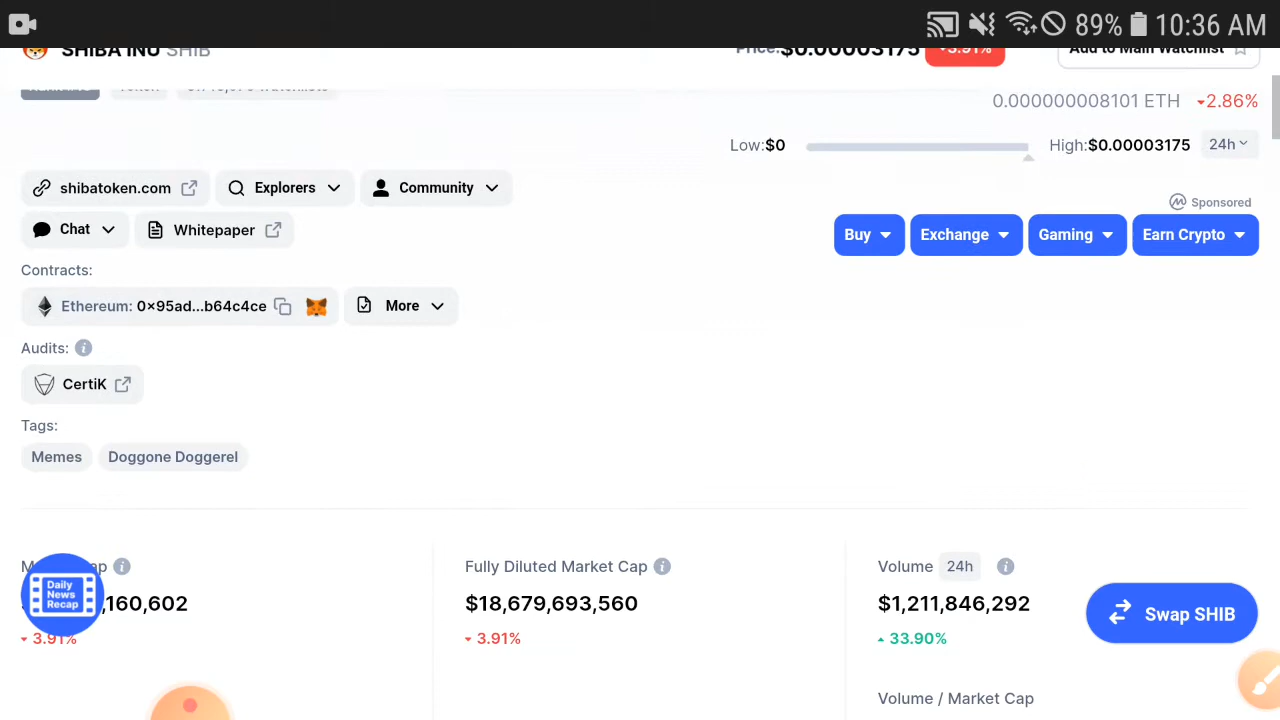 89% 10:36 AM
SHIBA INU SHIB
Price: $0.00003175 3.91% Add to Main Watchlist
Token Watchlists
0.000000008101 ETH 2.86%
Low:$0 High:$0.00003175 24h
shibatoken.com Explorers Community
Sponsored
Chat Whitepaper
Buy Exchange Gaming Earn Crypto
Contracts:
Ethereum: 0x95ad...b64c4ce More
Audits:
CertiK
Tags:
Memes Doggone Doggerel
Fully Diluted Market Cap Volume 24h
Daily
News
Recap
160,602 $18,679,693,560 $1,211,846,292
Swap SHIB
3.91% 3.91% 33.90%
Volume / Market Cap